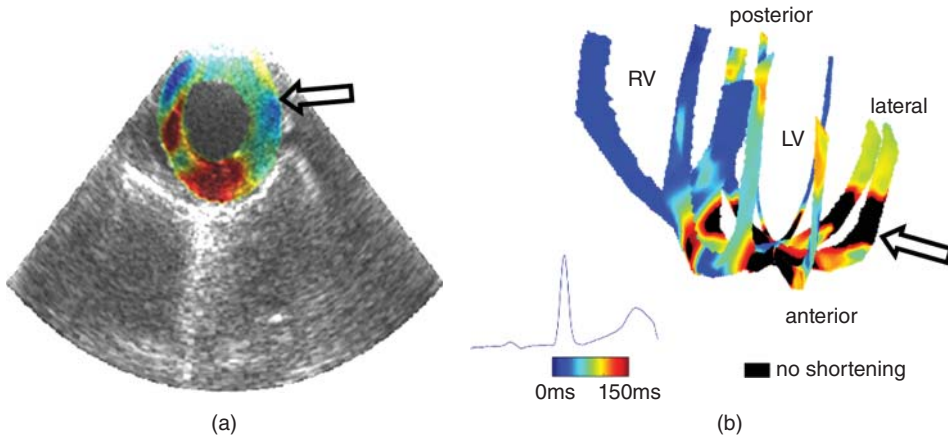 posterior
RV
lateral
LV
anterior
0ms 150ms
no shortening
(a) (b)